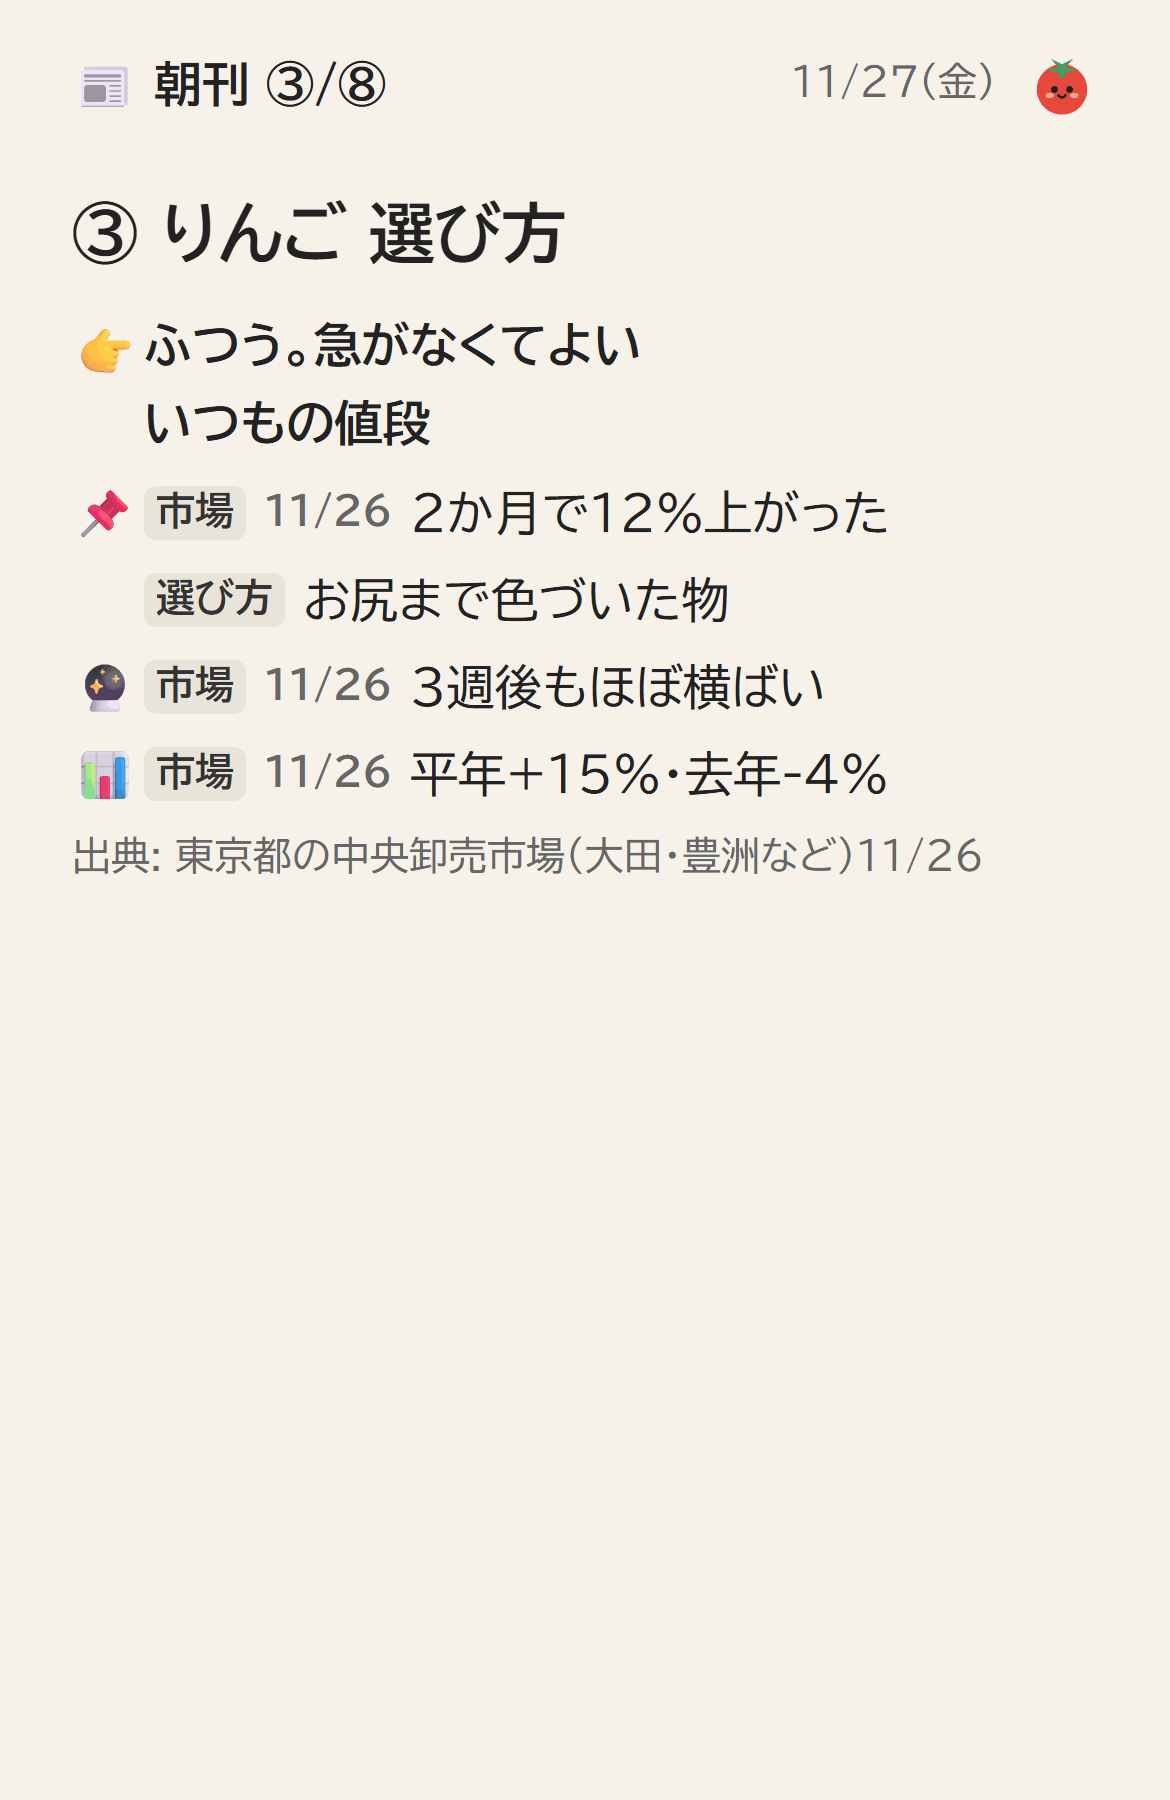 朝刊 ③/⑧
11/27(金)
③ りんご 選び方
ふつう。急がなくてよい
いつもの値段
市場 11/26 2か月で12%上がった
選び方 お尻まで色づいた物
市場 11/26 3週後もほぼ横ばい
市場 11/26 平年+15%・去年-4%
出典: 東京都の中央卸売市場(大田・豊洲など)11/26